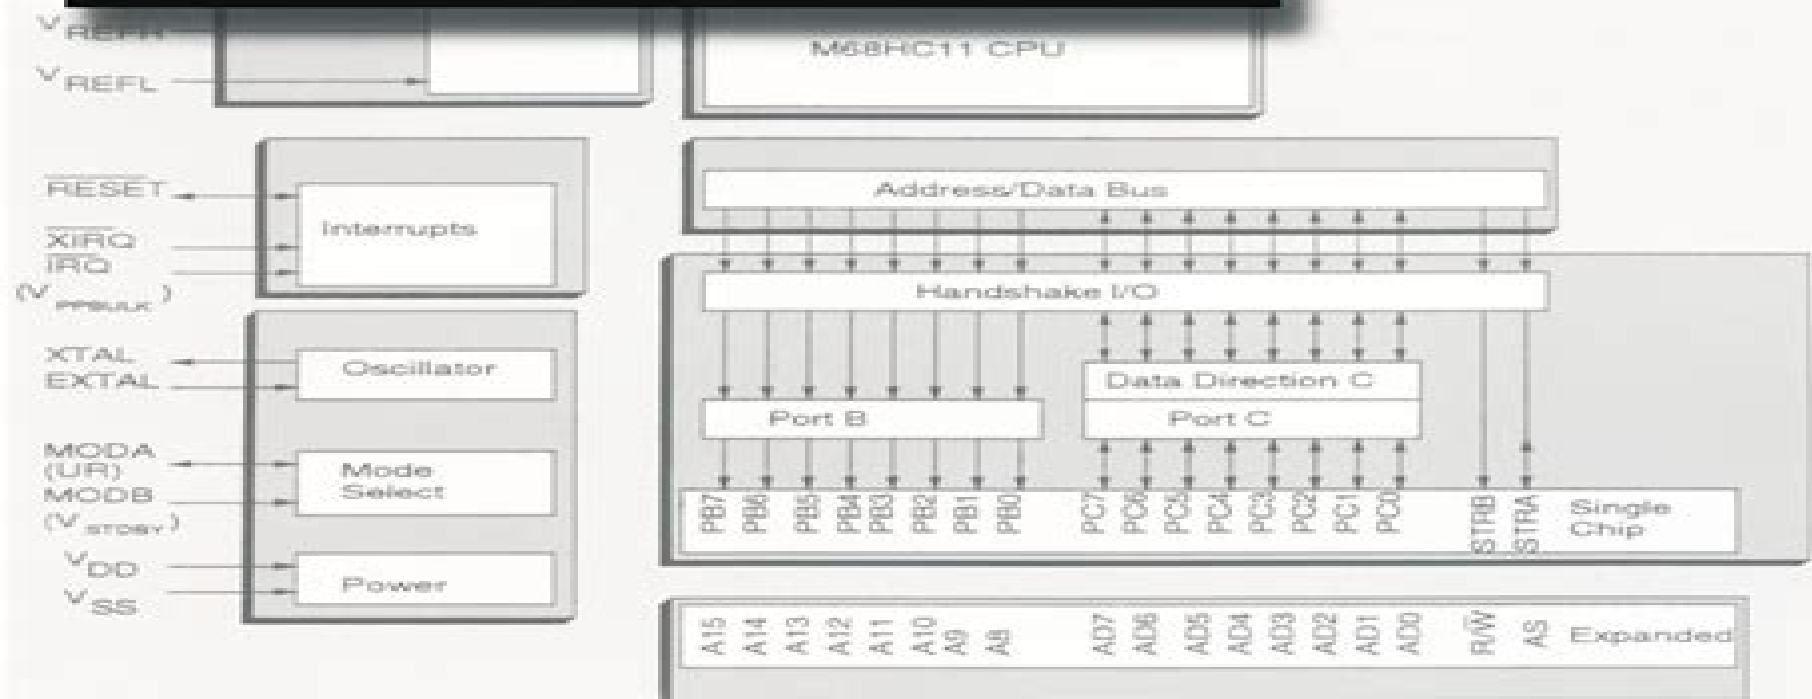 VREFH
VREFL
M68HC11 CPU
RESET
XIRQ
IRQ
(VPPBULK)
Interrupts
XTAL
EXTAL
Oscillator
MODA
(LIR)
MODB
(VSTDBY)
Mode
Select
VDD
VSS
Power
Address/Data Bus
Handshake I/O
Data Direction C
Port B
Port C
PB7 PB6 PB5 PB4 PB3 PB2 PB1 PB0 PC7 PC6 PC5 PC4 PC3 PC2 PC1 PC0 STRB STRA
Single
Chip
A15 A14 A13 A12 A11 A10 A9 A8 AD7 AD6 AD5 AD4 AD3 AD2 AD1 AD0 R/W AS Expanded